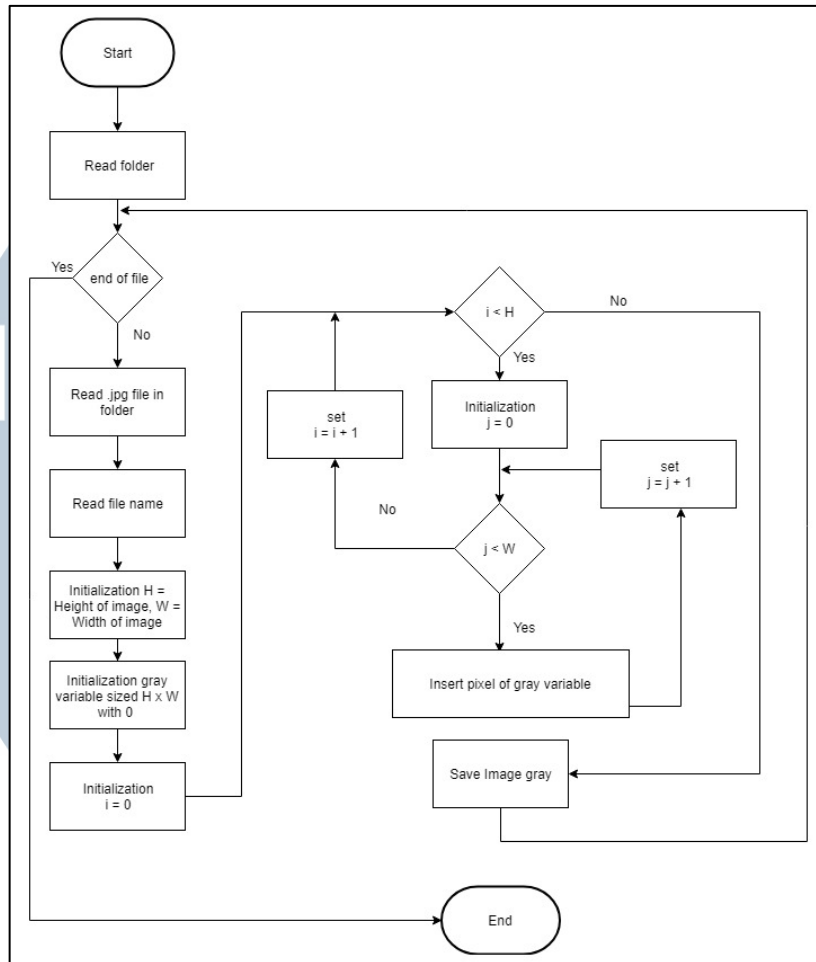 Start
Read folder
Yes
end of file
No
Read .jpg file in
folder
Read file name
Initialization H =
Height of image, W =
Width of image
Initialization gray
variable sized H x W
with 0
Initialization
i = 0
i < H
No
Yes
Initialization
j = 0
set
i = i + 1
set
j = j + 1
No
j < W
Yes
Insert pixel of gray variable
Save Image gray
End